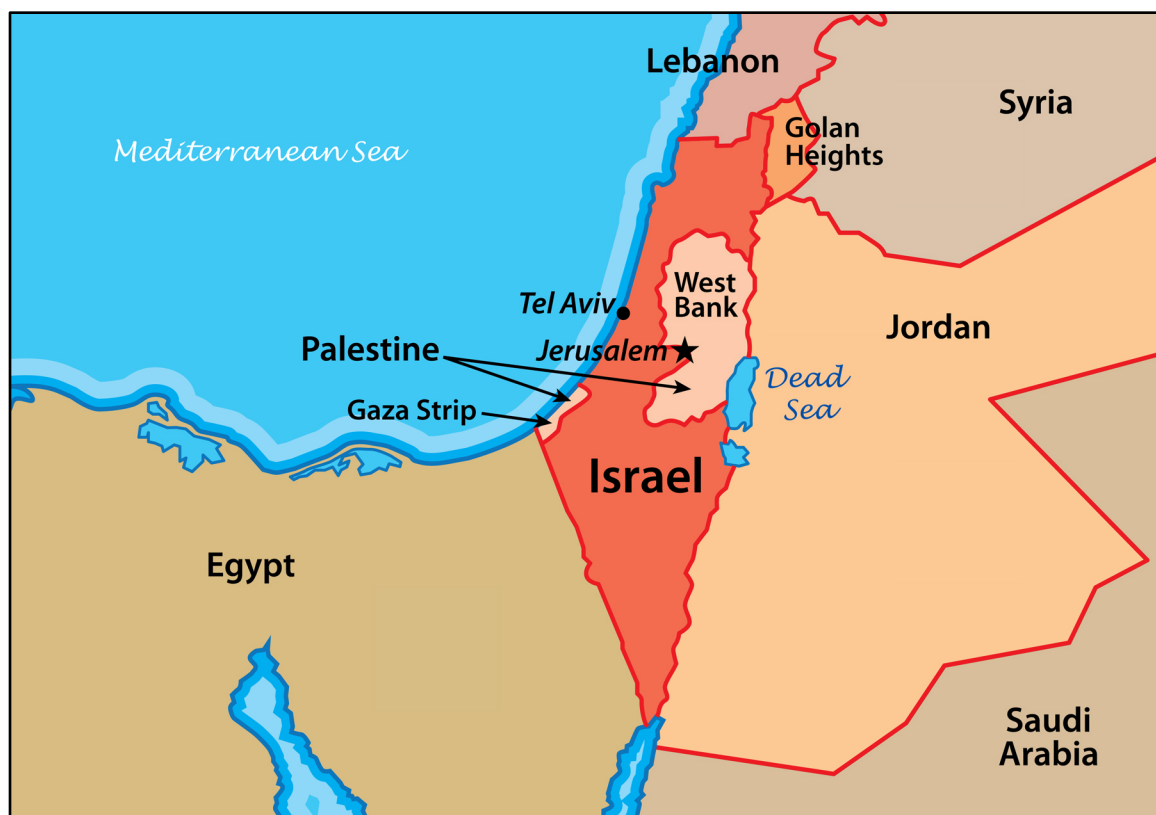 Lebanon
Syria
Golan
Heights
Mediterranean Sea
West
Bank
Tel Aviv
Jordan
Palestine
Jerusalem
Dead
Sea
Gaza Strip
Israel
Egypt
Saudi
Arabia